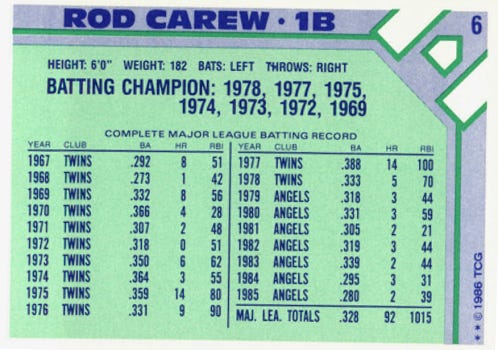 ROD CAREW · 1B
6
HEIGHT: 6'0" WEIGHT: 182 BATS: LEFT THROWS: RIGHT
BATTING CHAMPION: 1978, 1977, 1975,
1974, 1973, 1972, 1969
COMPLETE MAJOR LEAGUE BATTING RECORD
YEAR CLUB BA HR RBI
1967 TWINS .292 8 51
1968 TWINS .273 1 42
1969 TWINS .332 8 56
1970 TWINS .366 4 28
1971 TWINS .307 2 48
1972 TWINS .318 0 51
1973 TWINS .350 6 62
1974 TWINS .364 3 55
1975 TWINS .359 14 80
1976 TWINS .331 9 90
YEAR CLUB BA HR RBI
1977 TWINS .388 14 100
1978 TWINS .333 5 70
1979 ANGELS .318 3 44
1980 ANGELS .331 3 59
1981 ANGELS .305 2 21
1982 ANGELS .319 3 44
1983 ANGELS .339 2 44
1984 ANGELS .295 3 31
1985 ANGELS .280 2 39
MAJ. LEA. TOTALS .328 92 1015
* * © 1986 TCG